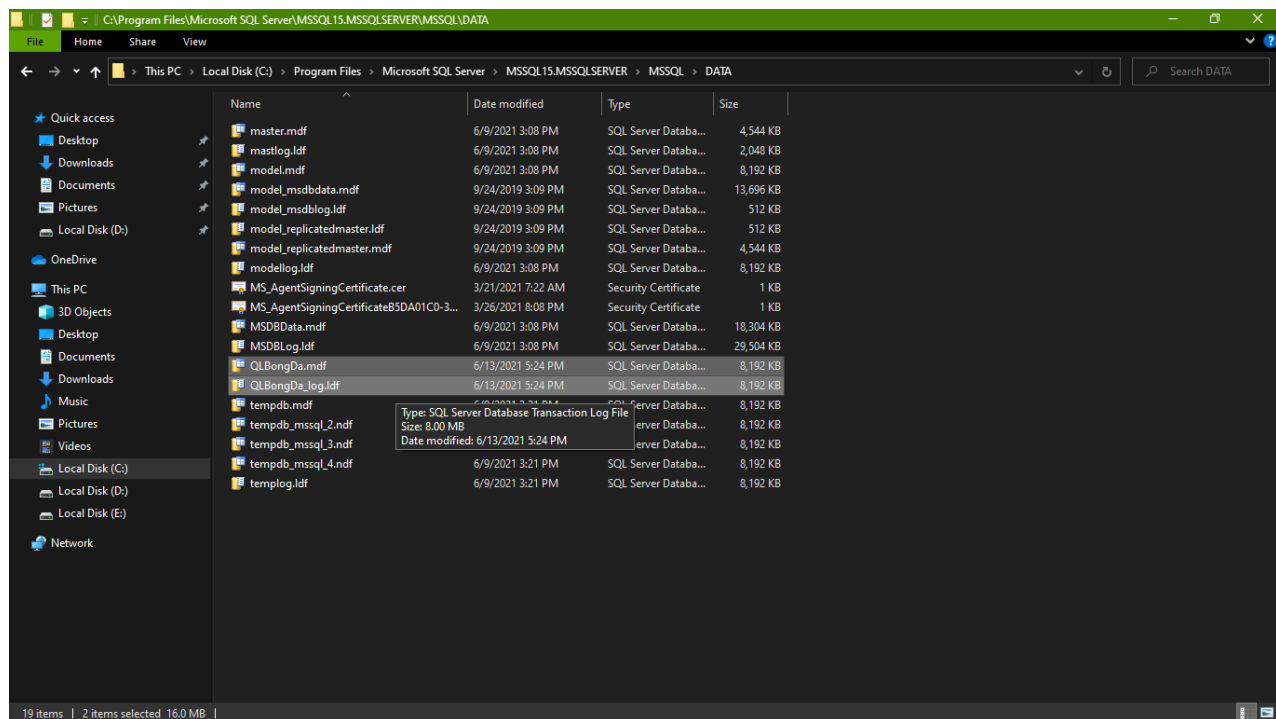 C:\Program Files\Microsoft SQL Server\MSSQL15.MSSQLSERVER\MSSQL\DATA
File Home Share View
This PC › Local Disk (C:) › Program Files › Microsoft SQL Server › MSSQL15.MSSQLSERVER › MSSQL › DATA
Search DATA
Quick access
Desktop
Downloads
Documents
Pictures
Local Disk (D:)
OneDrive
This PC
3D Objects
Desktop
Documents
Downloads
Music
Pictures
Videos
Local Disk (C:)
Local Disk (D:)
Local Disk (E:)
Network
Name Date modified Type Size
master.mdf 6/9/2021 3:08 PM SQL Server Databa... 4,544 KB
mastlog.ldf 6/9/2021 3:08 PM SQL Server Databa... 2,048 KB
model.mdf 6/9/2021 3:08 PM SQL Server Databa... 8,192 KB
model_msdbdata.mdf 9/24/2019 3:09 PM SQL Server Databa... 13,696 KB
model_msdblog.ldf 9/24/2019 3:09 PM SQL Server Databa... 512 KB
model_replicatedmaster.ldf 9/24/2019 3:09 PM SQL Server Databa... 512 KB
model_replicatedmaster.mdf 9/24/2019 3:09 PM SQL Server Databa... 4,544 KB
modellog.ldf 6/9/2021 3:08 PM SQL Server Databa... 8,192 KB
MS_AgentSigningCertificate.cer 3/21/2021 7:22 AM Security Certificate 1 KB
MS_AgentSigningCertificateB5DA01C0-3... 3/26/2021 8:08 PM Security Certificate 1 KB
MSDBData.mdf 6/9/2021 3:08 PM SQL Server Databa... 18,304 KB
MSDBLog.ldf 6/9/2021 3:08 PM SQL Server Databa... 29,504 KB
QLBongDa.mdf 6/13/2021 5:24 PM SQL Server Databa... 8,192 KB
QLBongDa_log.ldf 6/13/2021 5:24 PM SQL Server Databa... 8,192 KB
tempdb.mdf Server Databa... 8,192 KB
tempdb_mssql_2.ndf erver Databa... 8,192 KB
tempdb_mssql_3.ndf erver Databa... 8,192 KB
tempdb_mssql_4.ndf 6/9/2021 3:21 PM SQL Server Databa... 8,192 KB
templog.ldf 6/9/2021 3:21 PM SQL Server Databa... 8,192 KB
Type: SQL Server Database Transaction Log File
Size: 8.00 MB
Date modified: 6/13/2021 5:24 PM
19 items 2 items selected 16.0 MB